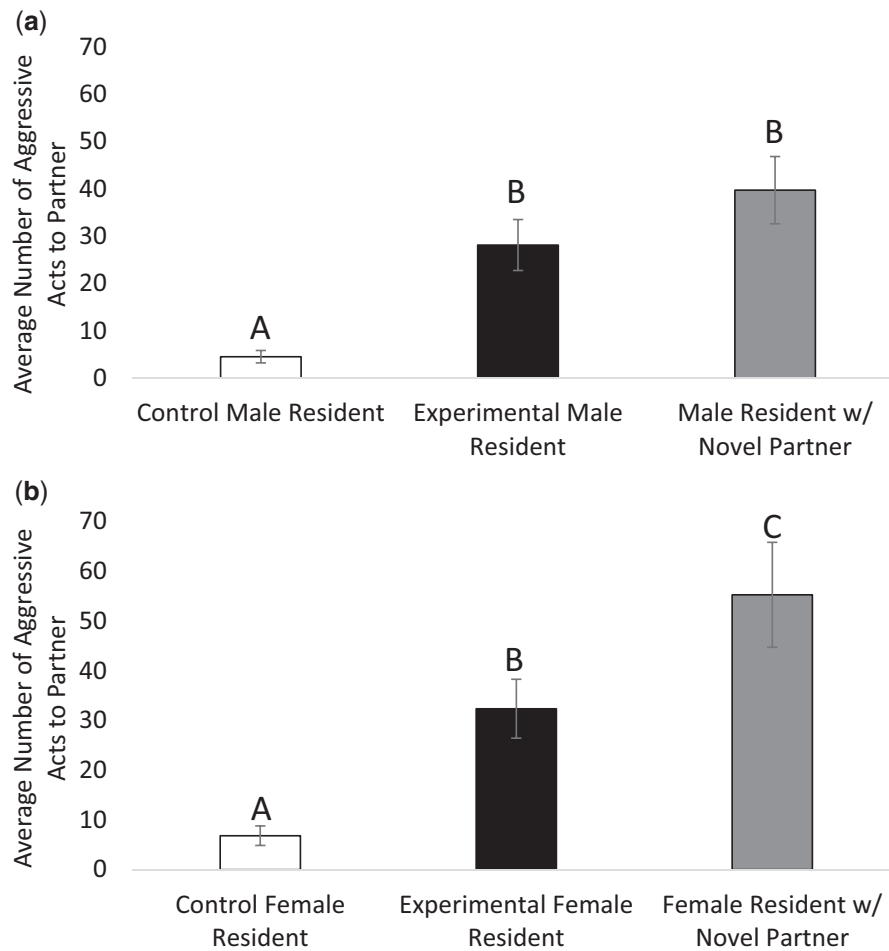 (a)
Average Number of Aggressive
Acts to Partner
70
60
50
40
30
20
10
0
A
B
B
Control Male Resident
Experimental Male
Resident
Male Resident w/
Novel Partner
(b)
Average Number of Aggressive
Acts to Partner
70
60
50
40
30
20
10
0
A
B
C
Control Female
Resident
Experimental Female
Resident
Female Resident w/
Novel Partner